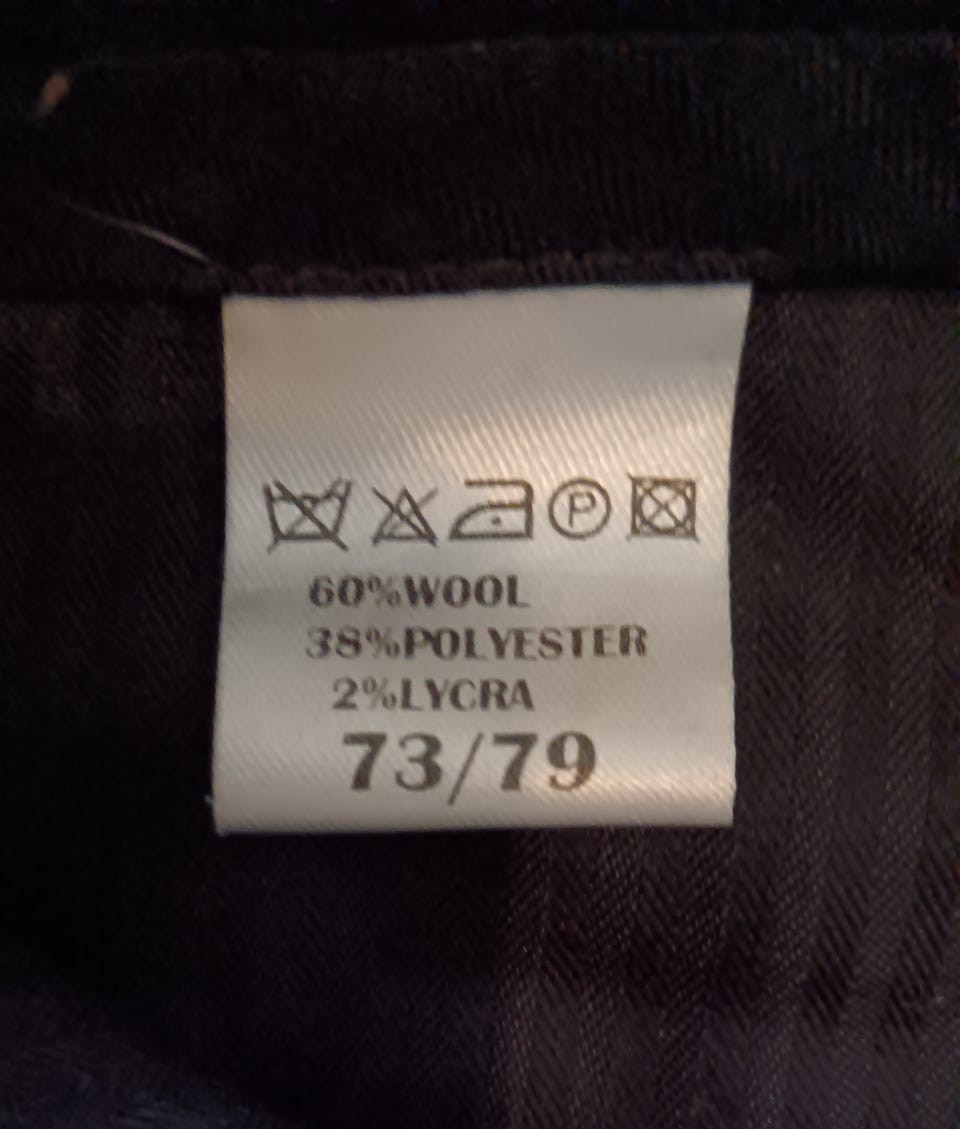 P
60%WOOL
38%POLYESTER
2%LYCRA
73/79